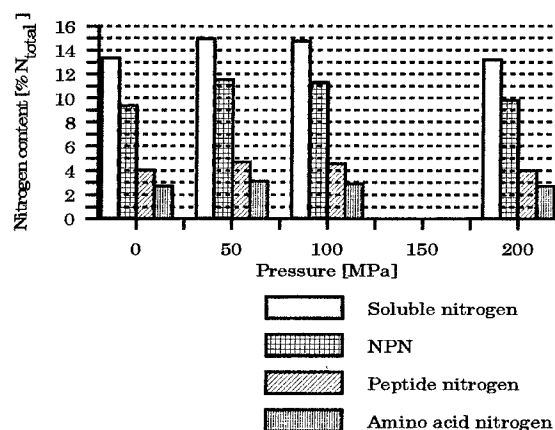 Nitrogen content [% Ntotal]
16
14
12
10
8
6
4
2
0
0 50 100 150 200
Pressure [MPa]
Soluble nitrogen
NPN
Peptide nitrogen
Amino acid nitrogen